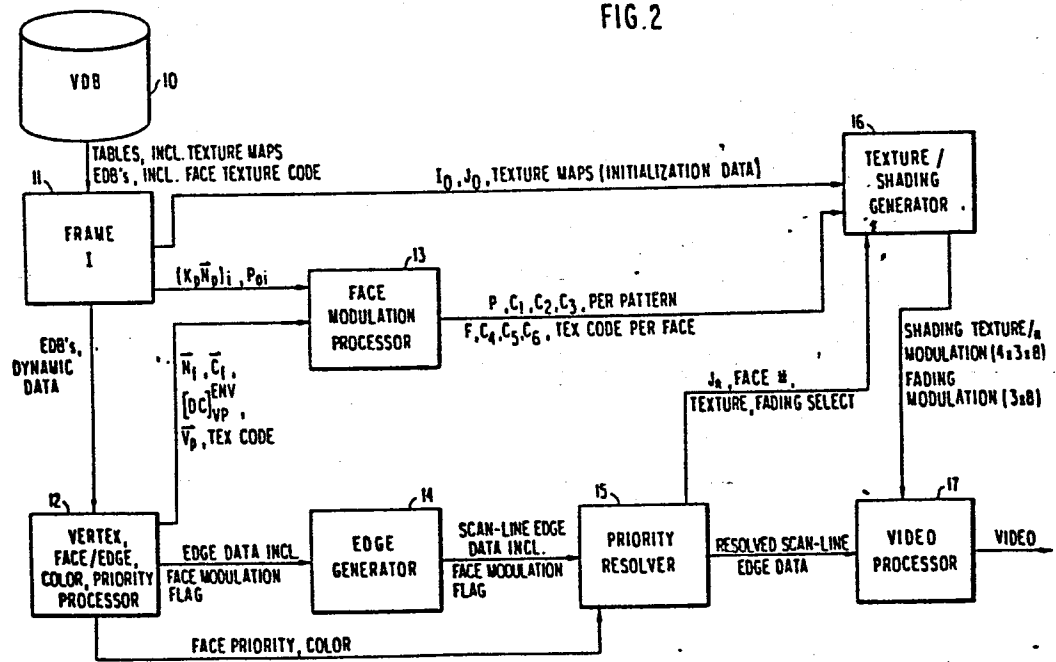 FIG.2
VDB
10
TABLES, INCL. TEXTURE MAPS
EDB's, INCL. FACE TEXTURE CODE
11
FRAME
I
I0, J0, TEXTURE MAPS (INITIALIZATION DATA)
16
TEXTURE /
SHADING
GENERATOR
(KpN̄p)i, P0i
13
FACE
MODULATION
PROCESSOR
P, C1, C2, C3, PER PATTERN
F, C4, C5, C6, TEX CODE PER FACE
EDB's,
DYNAMIC
DATA
N̄i, C̄i,
[DC]VP ENV,
V̄p, TEX CODE
JR, FACE #,
TEXTURE, FADING SELECT
SHADING TEXTURE/
MODULATION (4x3x8)
FADING
MODULATION (3x8)
12
VERTEX,
FACE/EDGE,
COLOR, PRIORITY
PROCESSOR
EDGE DATA INCL
FACE MODULATION
FLAG
14
EDGE
GENERATOR
SCAN-LINE EDGE
DATA INCL.
FACE MODULATION
FLAG
15
PRIORITY
RESOLVER
RESOLVED SCAN-LINE
EDGE DATA
17
VIDEO
PROCESSOR
VIDEO
FACE PRIORITY, COLOR